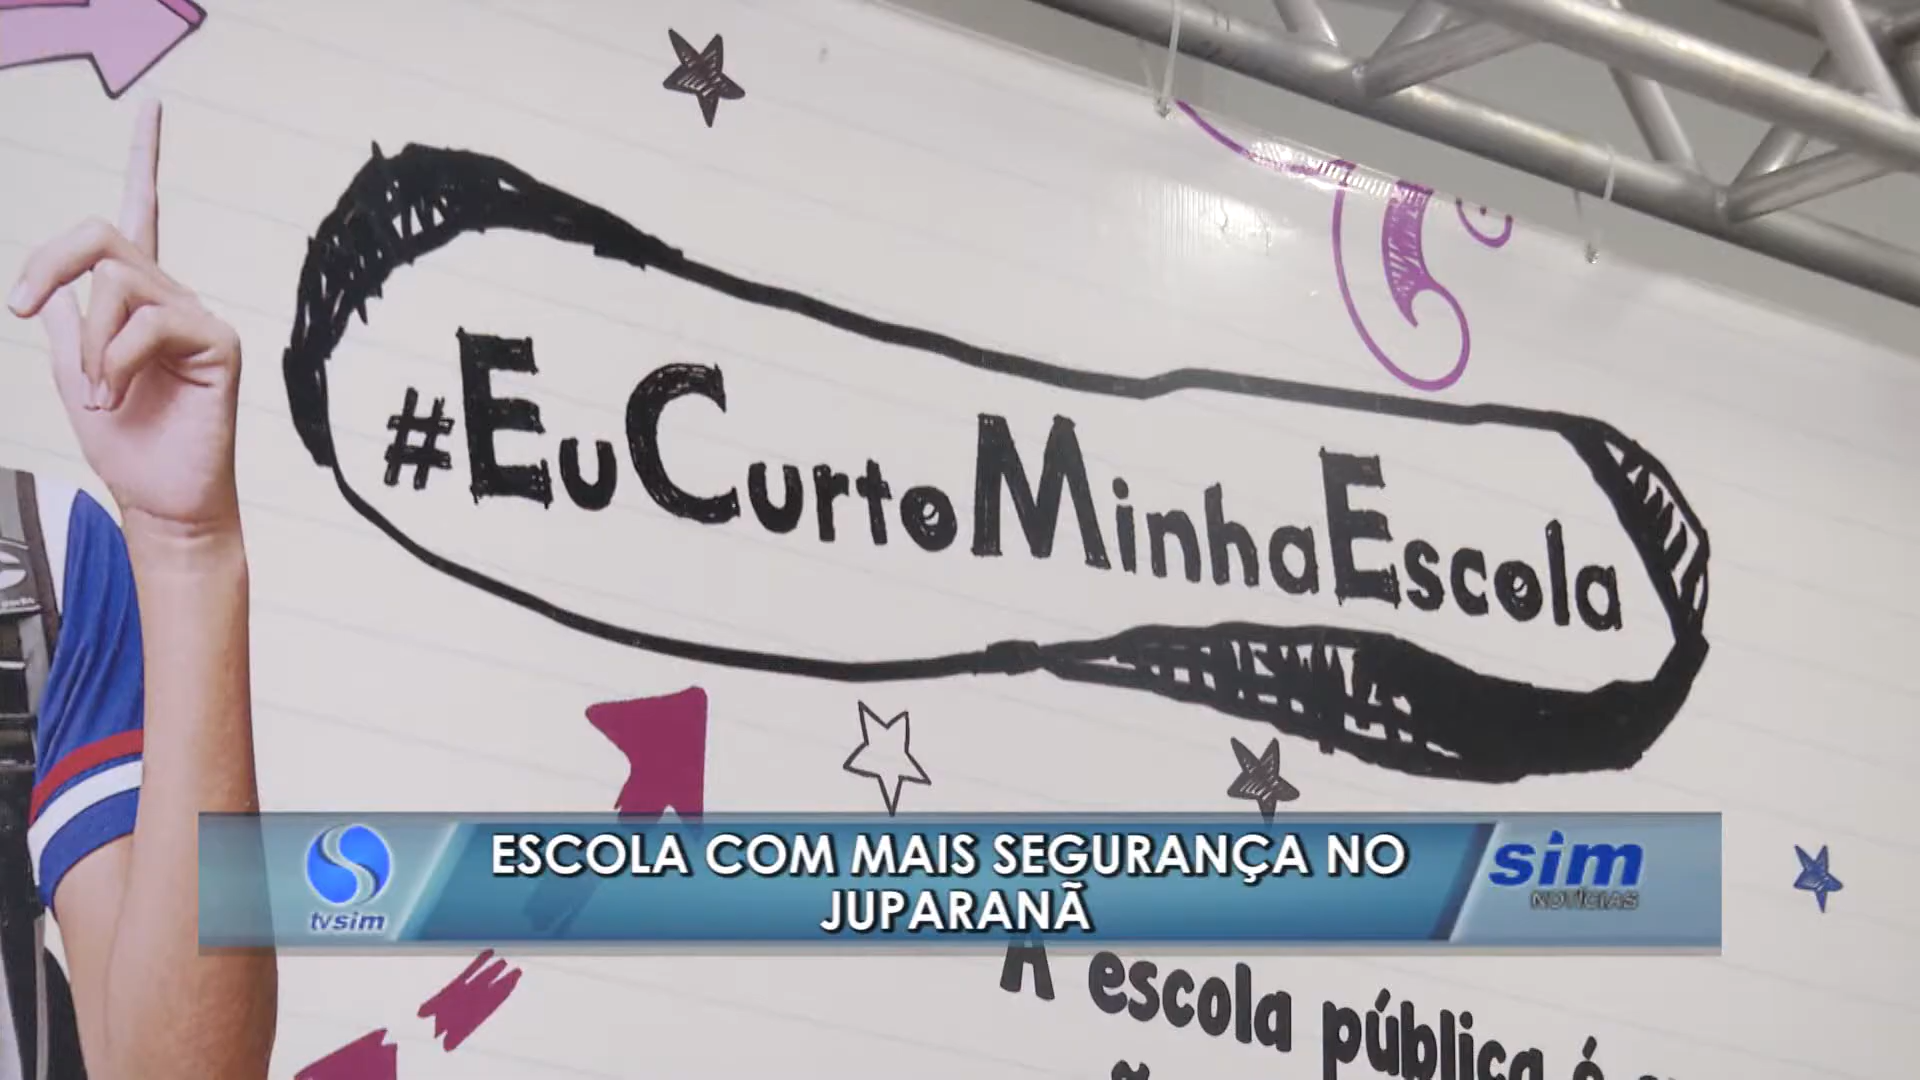 #EuCurtoMinhaEscola
ESCOLA COM MAIS SEGURANÇA NO
JUPARANÃ
tvsim
sim
NOTÍCIAS
A escola pública é